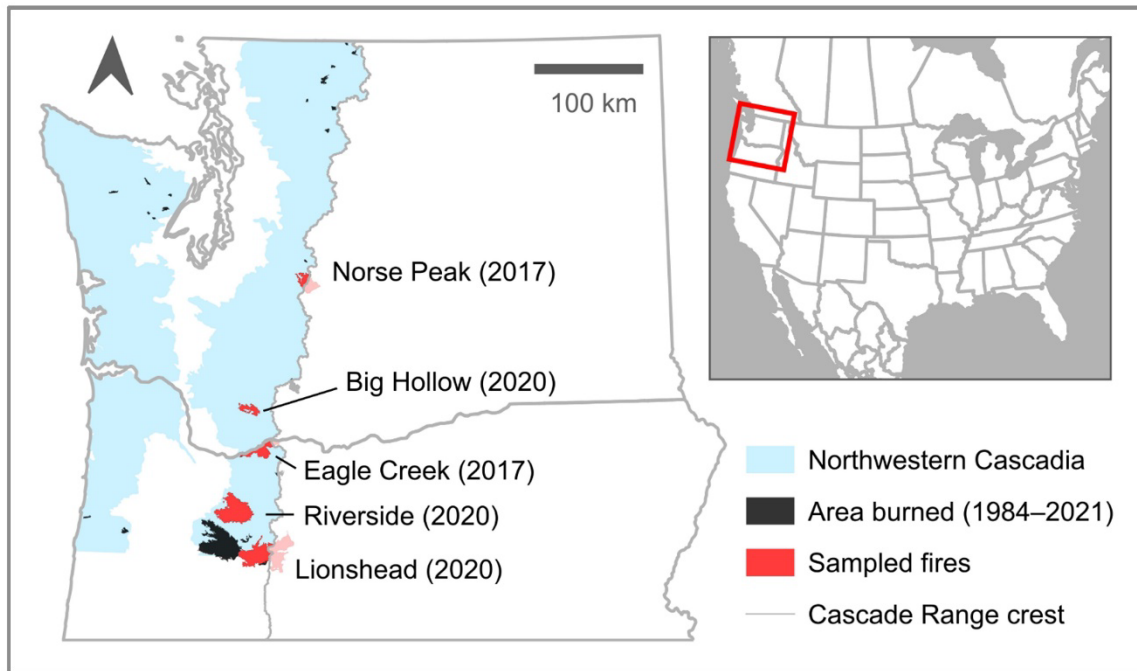 100 km
Norse Peak (2017)
Big Hollow (2020)
Eagle Creek (2017)
Riverside (2020)
Lionshead (2020)
Northwestern Cascadia
Area burned (1984–2021)
Sampled fires
Cascade Range crest